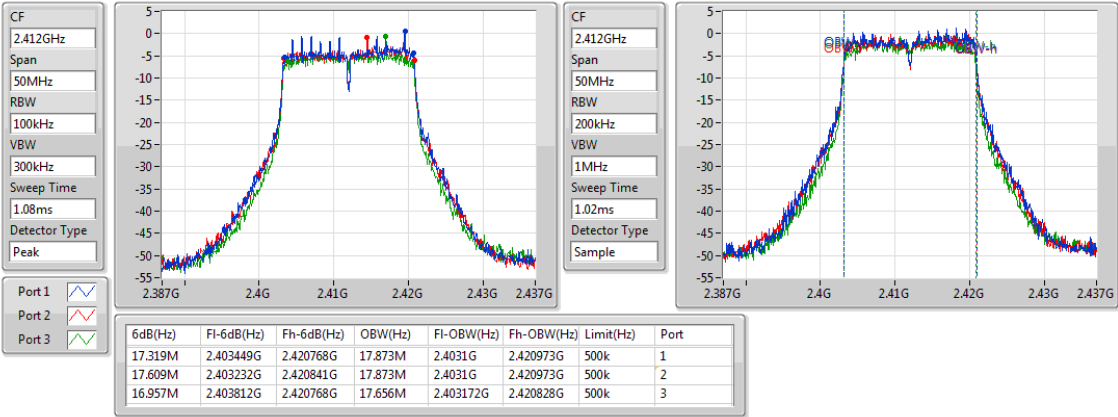 CF
2.412GHz
Span
50MHz
RBW
100kHz
VBW
300kHz
Sweep Time
1.08ms
Detector Type
Peak
5
0
-5
-10
-15
-20
-25
-30
-35
-40
-45
-50
-55
2.387G 2.4G 2.41G 2.42G 2.43G 2.437G
CF
2.412GHz
Span
50MHz
RBW
200kHz
VBW
1MHz
Sweep Time
1.02ms
Detector Type
Sample
5
0
-5
-10
-15
-20
-25
-30
-35
-40
-45
-50
-55
2.387G 2.4G 2.41G 2.42G 2.43G 2.437G
Port 1
Port 2
Port 3
6dB(Hz) Fl-6dB(Hz) Fh-6dB(Hz) OBW(Hz) Fl-OBW(Hz) Fh-OBW(Hz) Limit(Hz) Port
17.319M 2.403449G 2.420768G 17.873M 2.4031G 2.420973G 500k 1
17.609M 2.403232G 2.420841G 17.873M 2.4031G 2.420973G 500k 2
16.957M 2.403812G 2.420768G 17.656M 2.403172G 2.420828G 500k 3